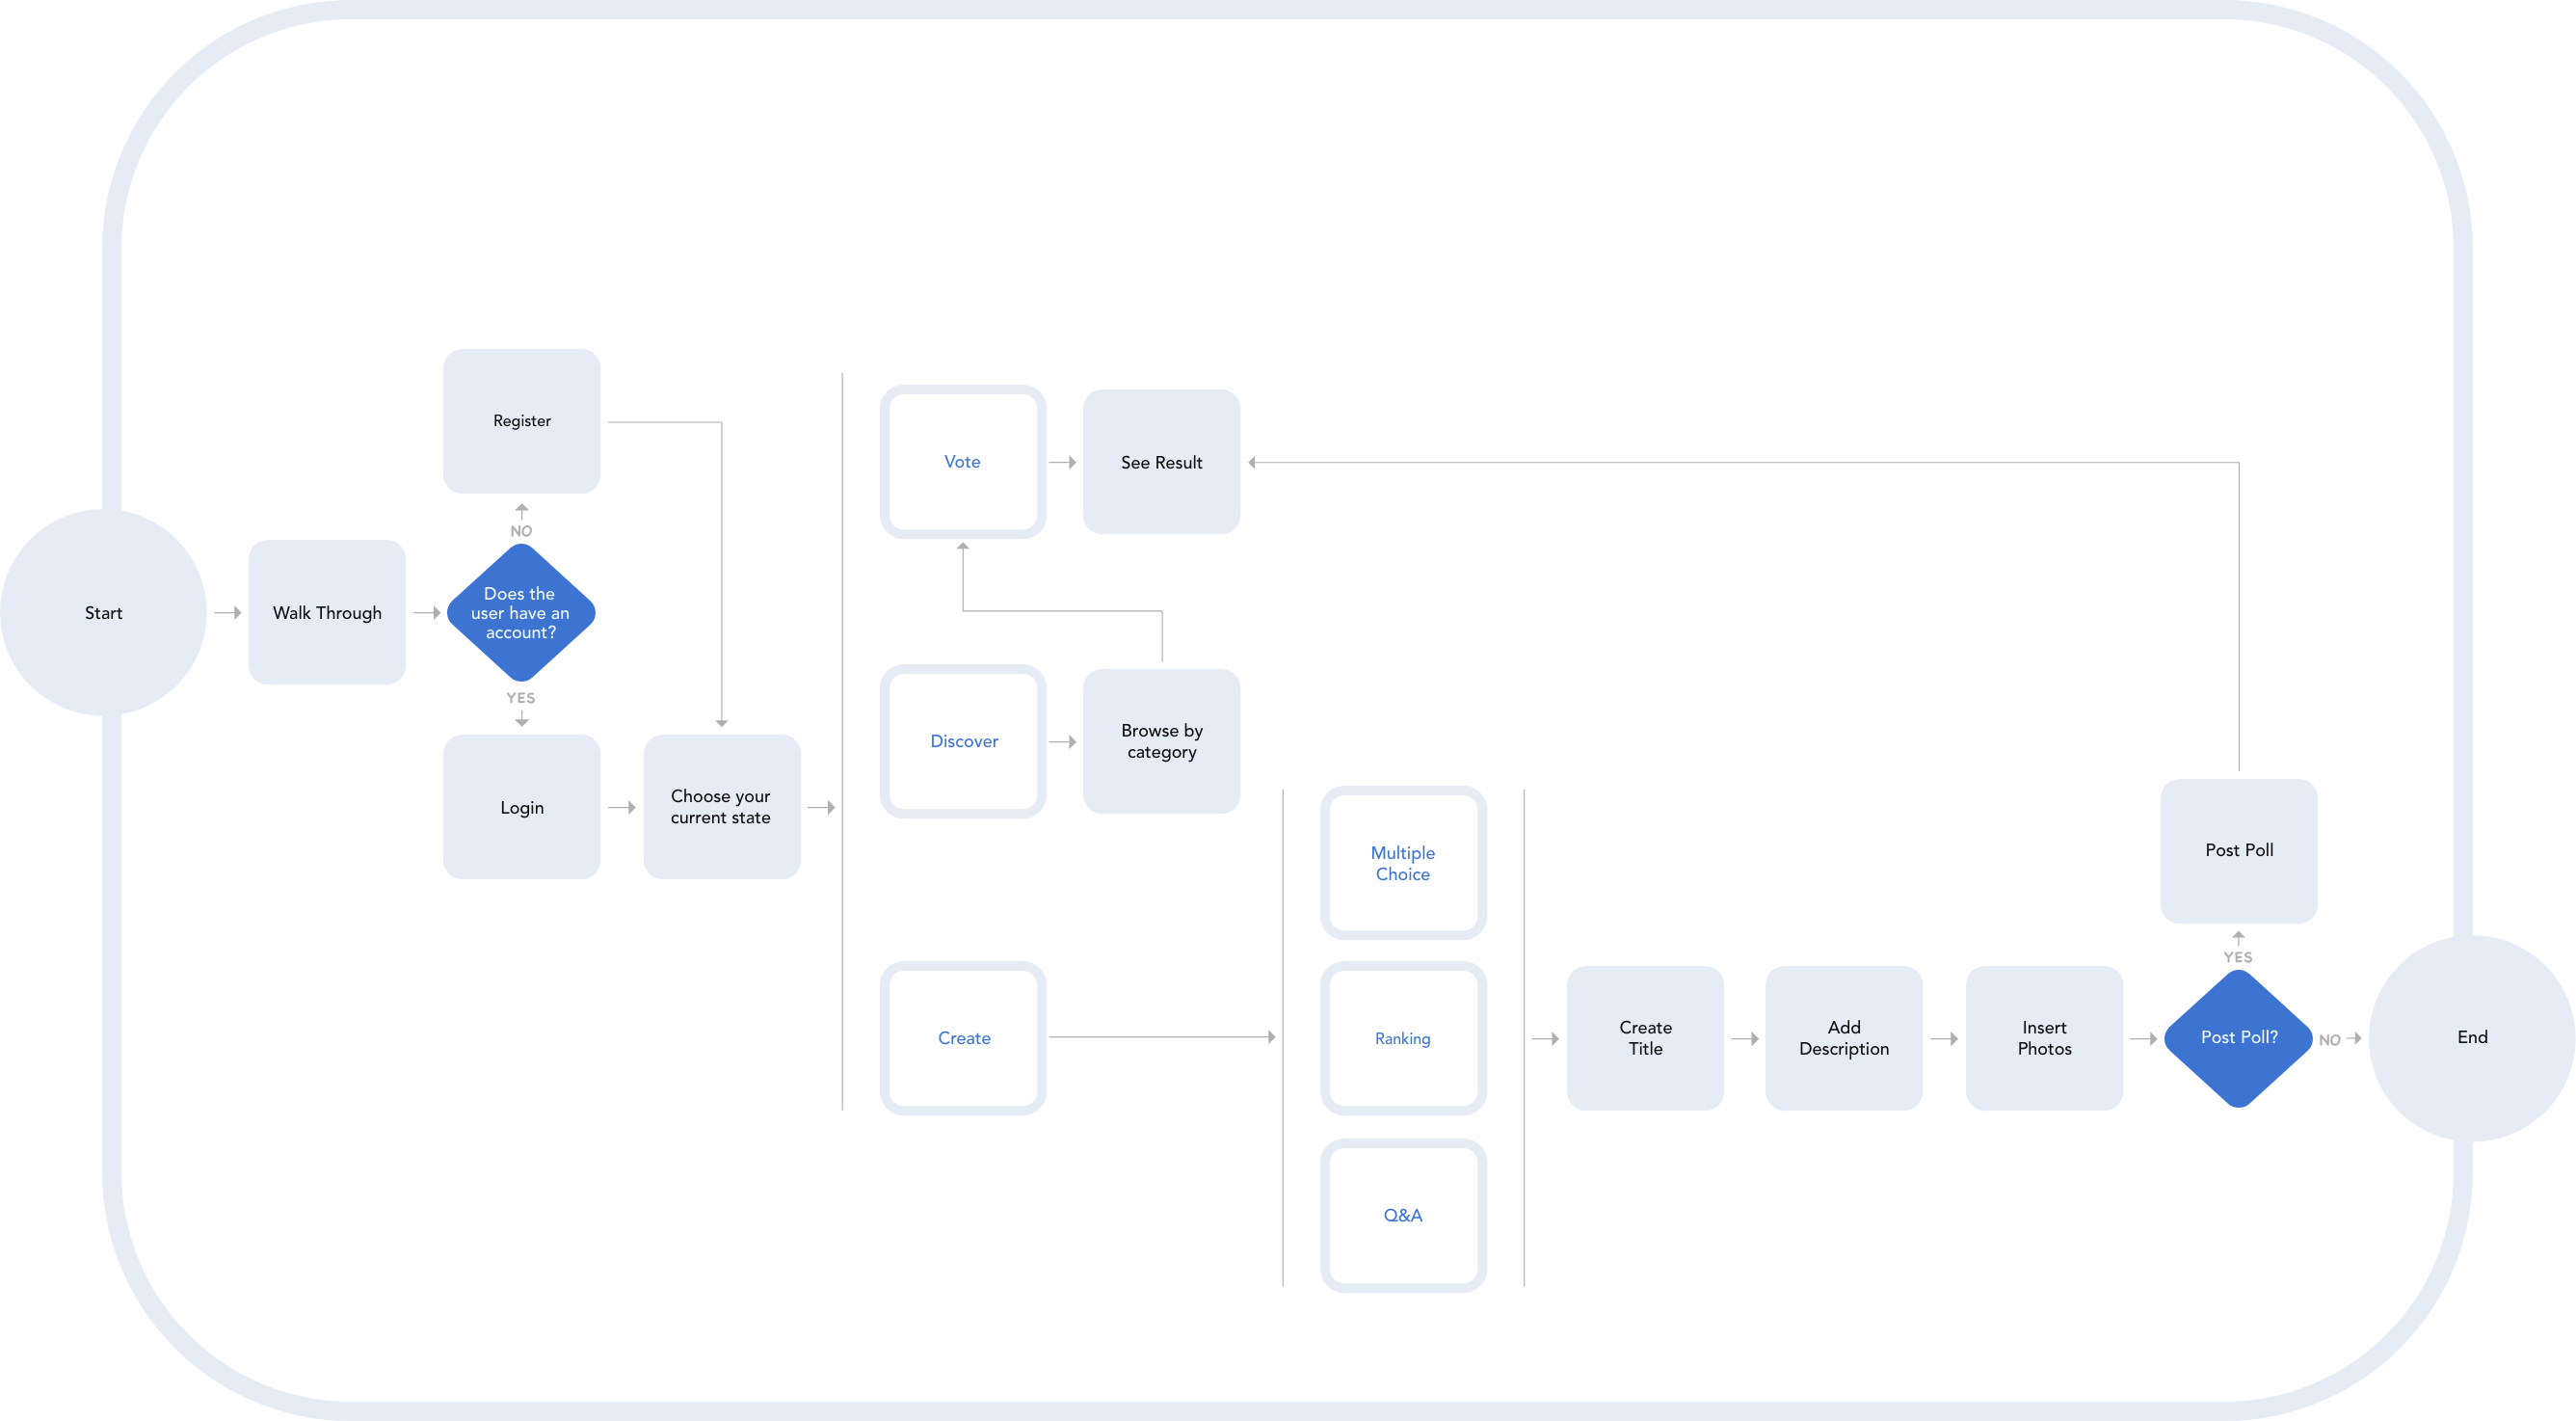 Start
Walk Through
Register
NO
Does the
user have an
account?
YES
Login
Choose your
current state
Vote
See Result
Discover
Browse by
category
Create
Multiple
Choice
Ranking
Q&A
Create
Title
Add
Description
Insert
Photos
Post Poll
YES
Post Poll?
NO
End